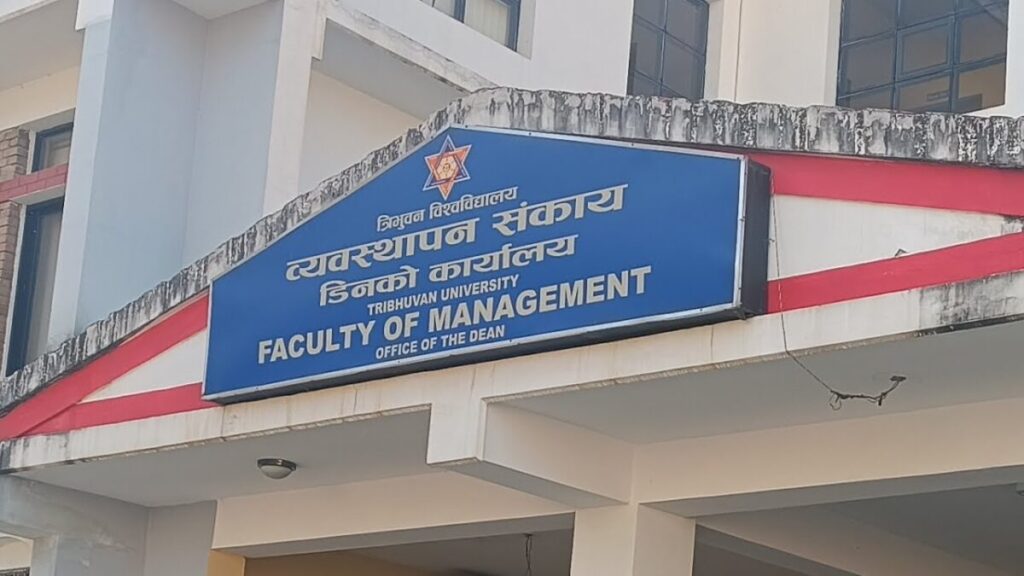 त्रिभुवन विश्वविद्यालय
व्यवस्थापन संकाय
डिनको कार्यालय
TRIBHUVAN UNIVERSITY
FACULTY OF MANAGEMENT
OFFICE OF THE DEAN